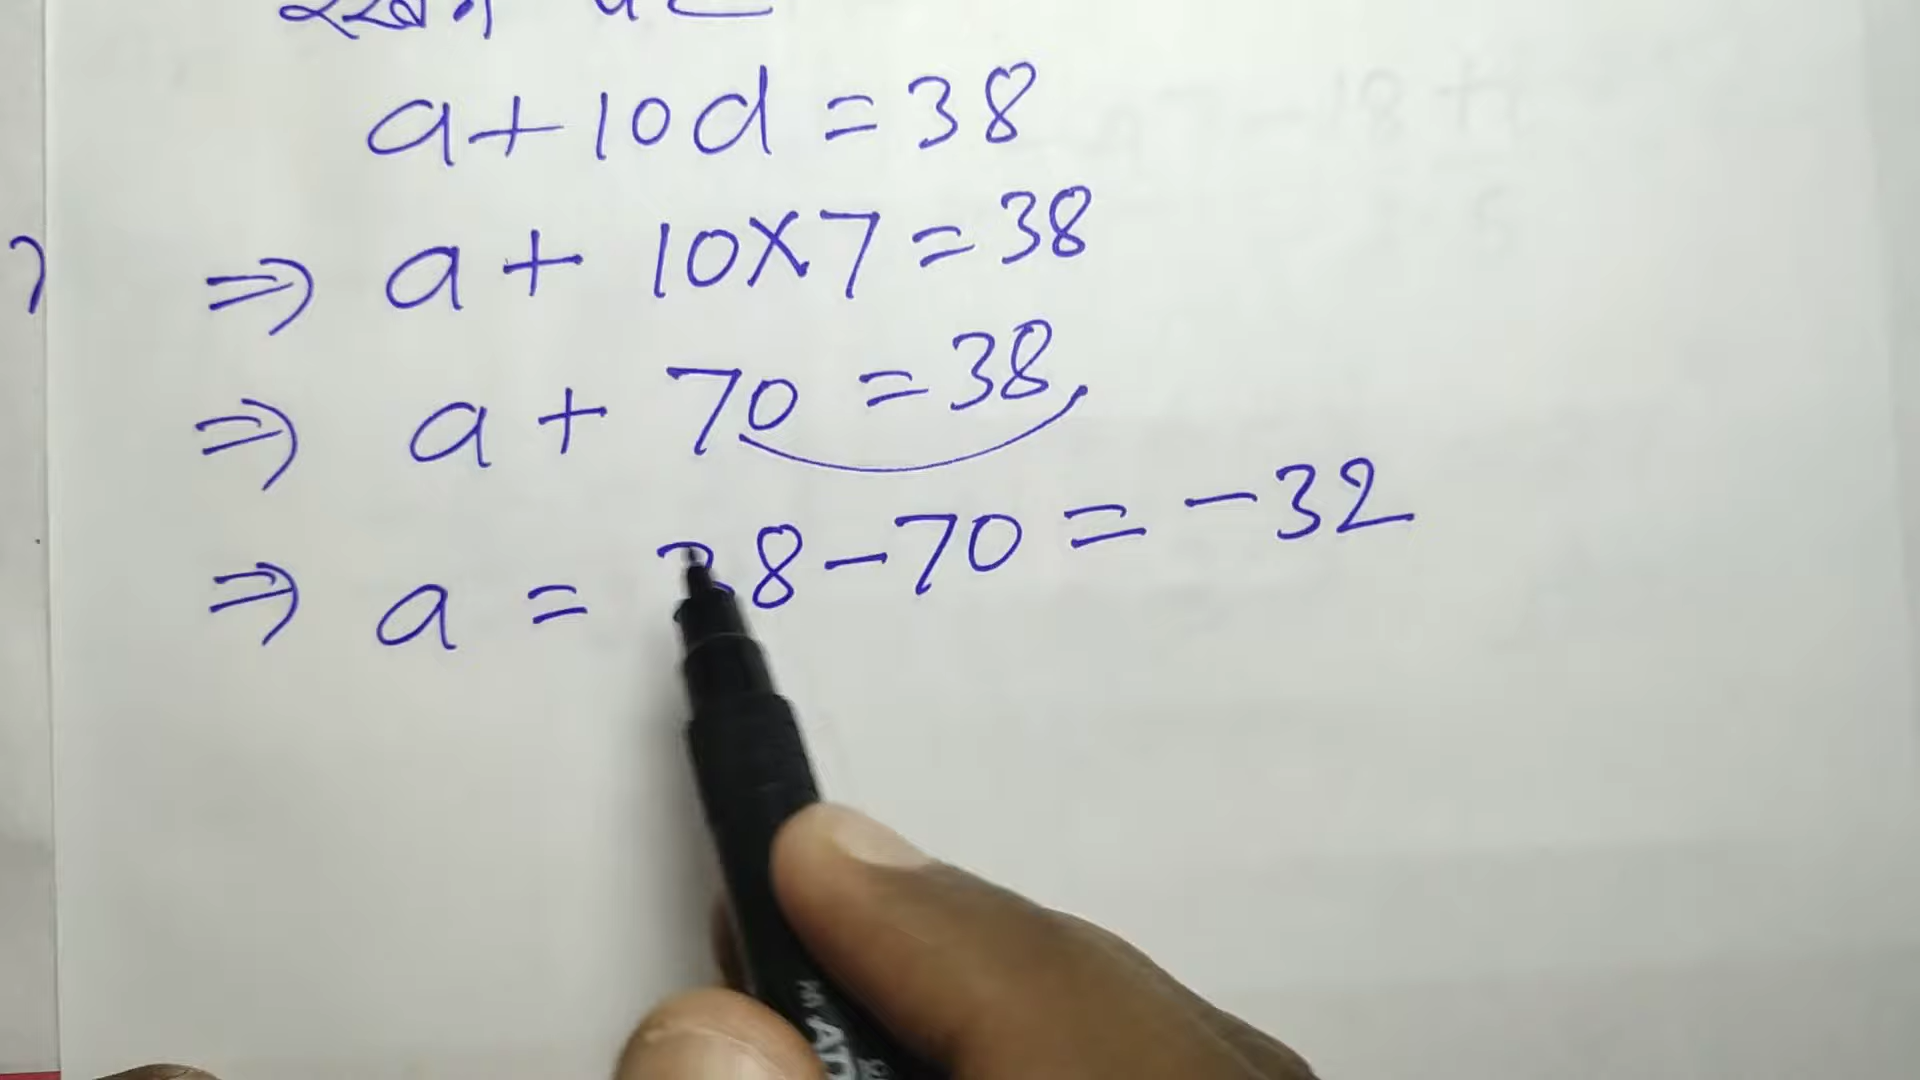 a + 10d = 38
⇒ a + 10×7 = 38
⇒ a + 70 = 38
⇒ a = 38 - 70 = - 32